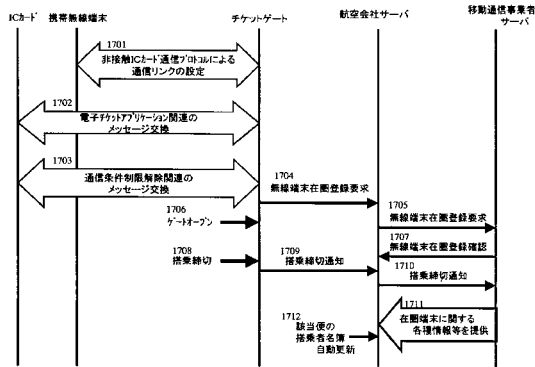 ICカード
携帯無線端末
チケットゲート
航空会社サーバ
移動通信事業者
サーバ
1701
非接触ICカード通信プロトコルによる
通信リンクの設定
1702
電子チケットアプリケーション関連の
メッセージ交換
1703
通信条件制限解除関連の
メッセージ交換
1704
無線端末在圏登録要求
1705
無線端末在圏登録要求
1706
ゲートオープン
1707
無線端末在圏登録確認
1708
搭乗締切
1709
搭乗締切通知
1710
搭乗締切通知
1711
在圏端末に関する
各種情報等を提供
1712
該当便の
搭乗者名簿
自動更新